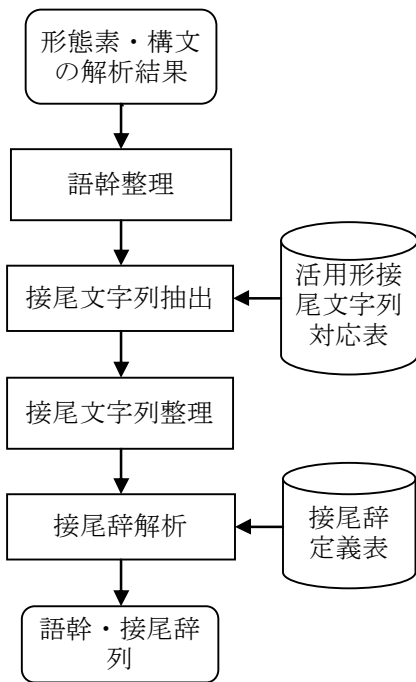 形態素・構文
の解析結果
語幹整理
接尾文字列抽出
活用形接
尾文字列
対応表
接尾文字列整理
接尾辞解析
接尾辞
定義表
語幹・接尾辞
列